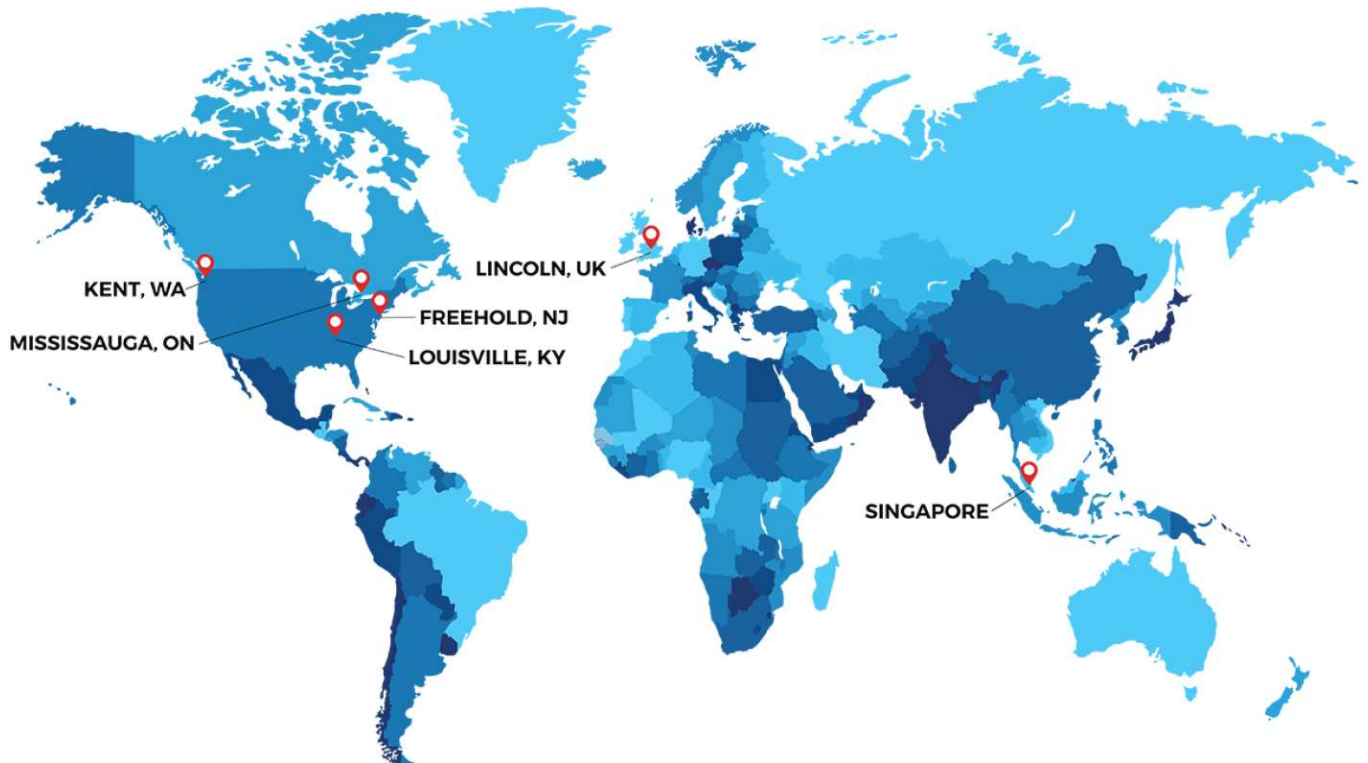 LINCOLN, UK
KENT, WA
FREEHOLD, NJ
MISSISSAUGA, ON
LOUISVILLE, KY
SINGAPORE